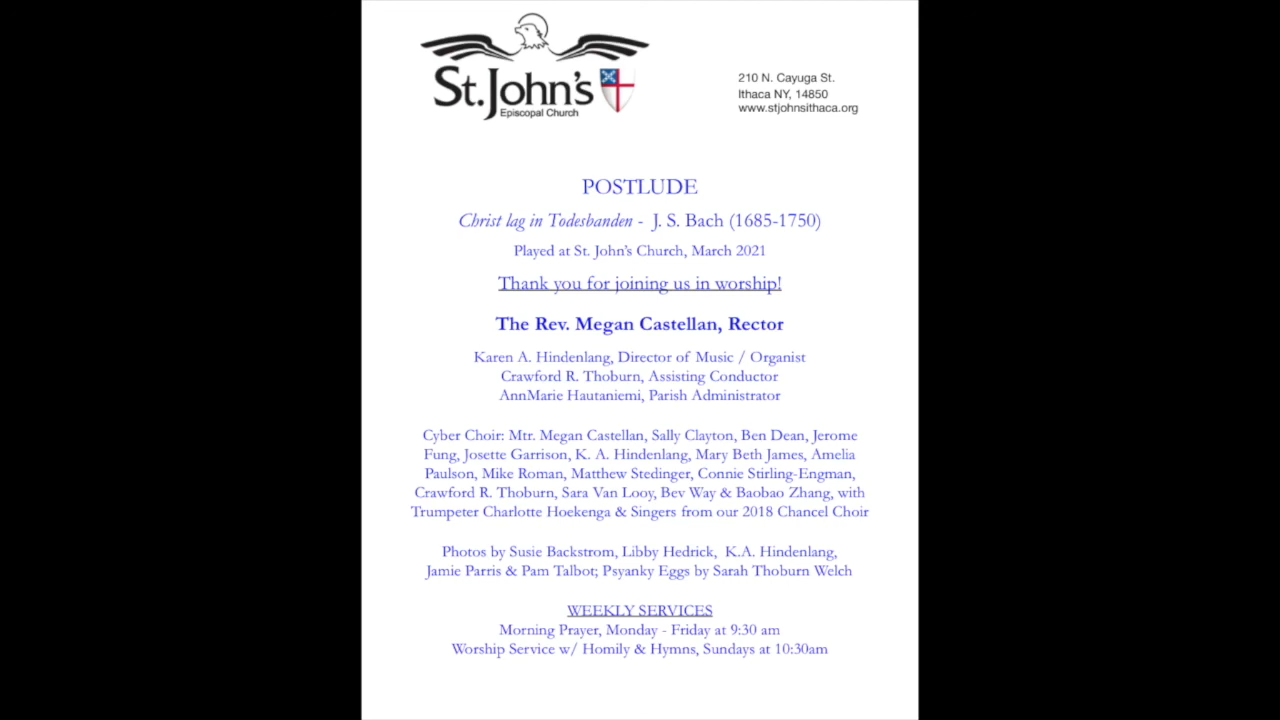 St. John's
Episcopal Church
210 N. Cayuga St.
Ithaca NY, 14850
www.stjohnsithaca.org
POSTLUDE
Christ lag in Todesbanden - J. S. Bach (1685-1750)
Played at St. John's Church, March 2021
Thank you for joining us in worship!
The Rev. Megan Castellan, Rector
Karen A. Hindenlang, Director of Music / Organist
Crawford R. Thoburn, Assisting Conductor
AnnMarie Hautaniemi, Parish Administrator
Cyber Choir: Mtr. Megan Castellan, Sally Clayton, Ben Dean, Jerome
Fung, Josette Garrison, K. A. Hindenlang, Mary Beth James, Amelia
Paulson, Mike Roman, Matthew Stedinger, Connie Stirling-Engman,
Crawford R. Thoburn, Sara Van Looy, Bev Way & Baobao Zhang, with
Trumpeter Charlotte Hoekenga & Singers from our 2018 Chancel Choir
Photos by Susie Backstrom, Libby Hedrick, K.A. Hindenlang,
Jamie Parris & Pam Talbot; Psyanky Eggs by Sarah Thoburn Welch
WEEKLY SERVICES
Morning Prayer, Monday - Friday at 9:30 am
Worship Service w/ Homily & Hymns, Sundays at 10:30am